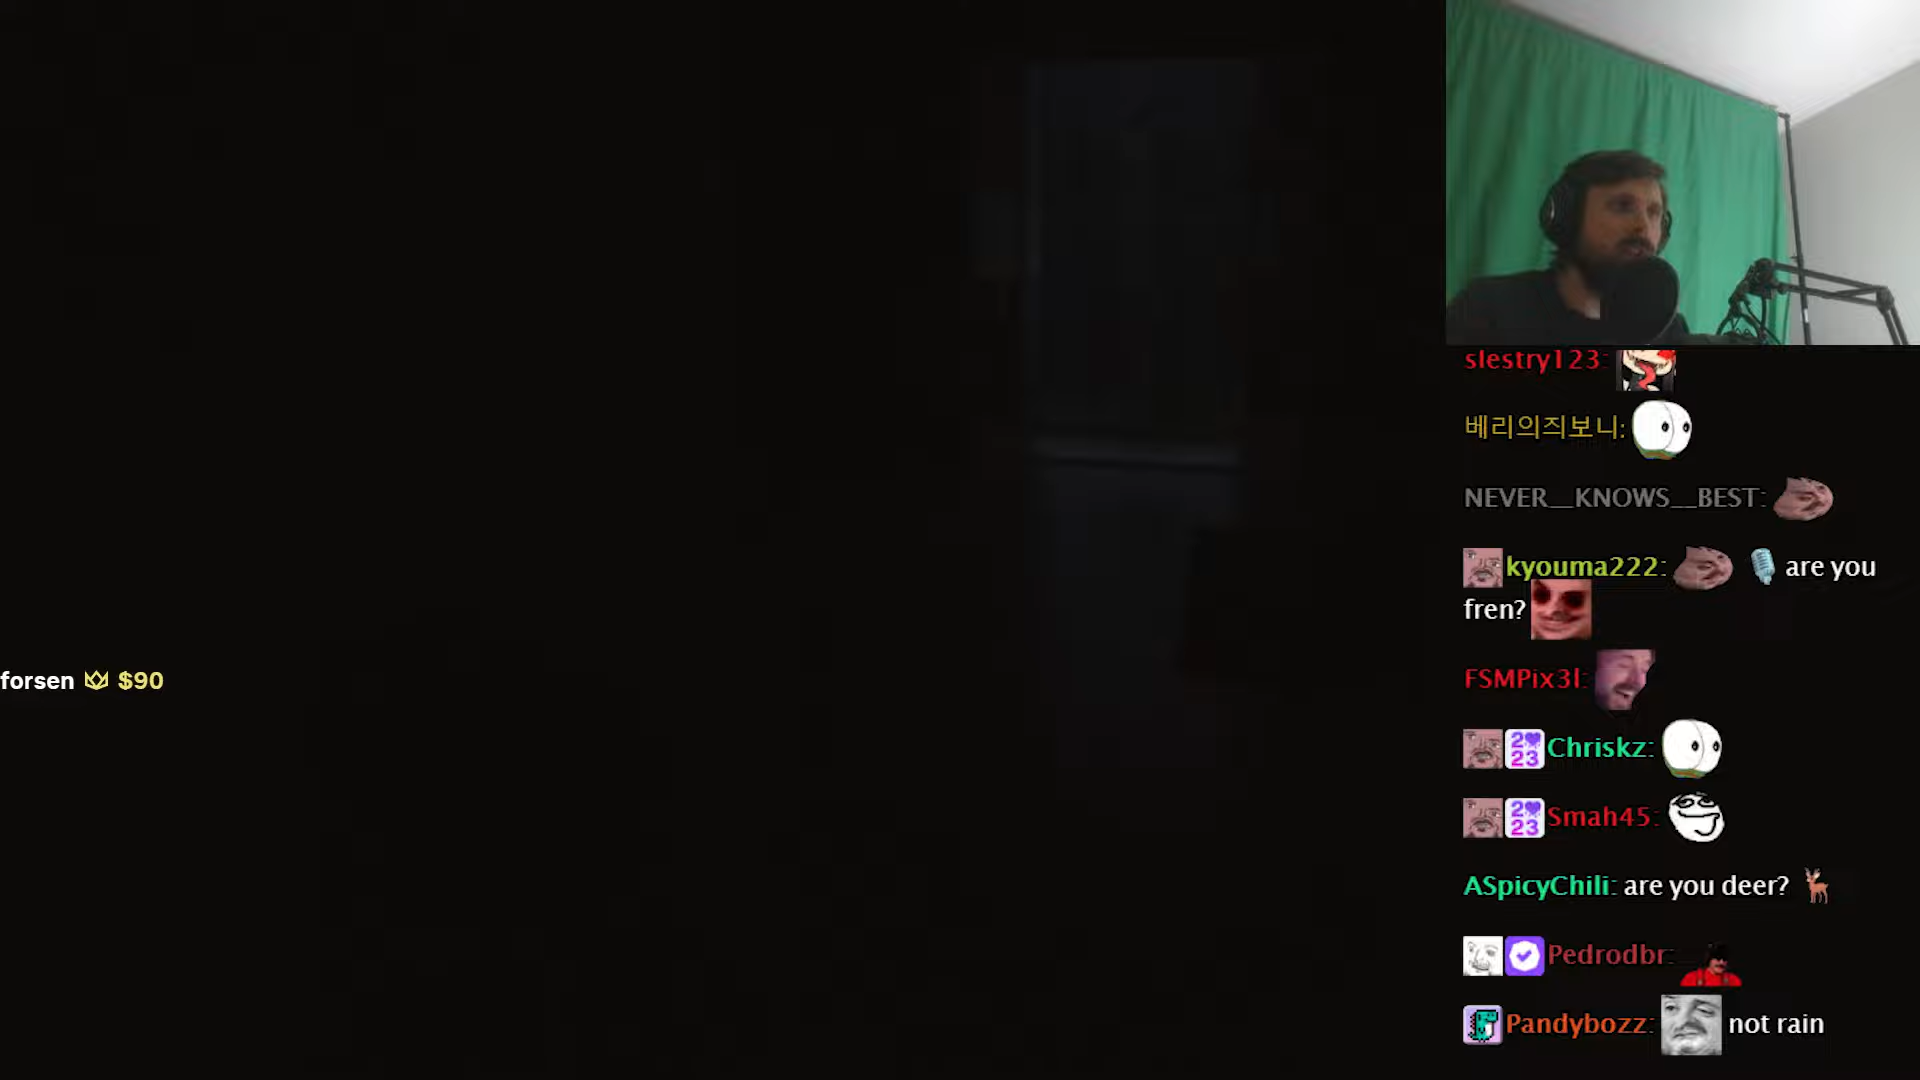 forsen $90
slestry123:
베리의즤보니:
NEVER__KNOWS__BEST:
kyouma222: are you
fren?
FSMPix3l:
Chriskz:
Smah45:
ASpicyChili: are you deer?
Pedrodbr:
Pandybozz: not rain